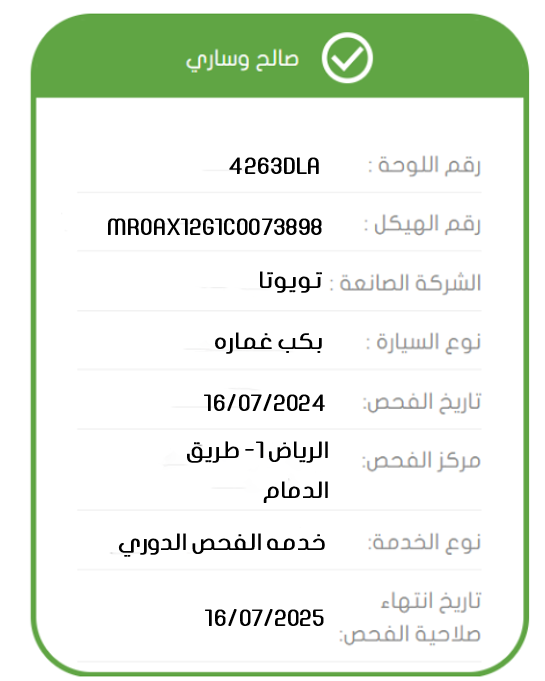 صالح وساري
رقم اللوحة : 4263DLA
رقم الهيكل : MR0AX12G1C0073898
الشركة الصانعة : تويوتا
نوع السيارة : بكب غماره
تاريخ الفحص: 16/07/2024
مركز الفحص: الرياض 1- طريق
الدمام
نوع الخدمة: خدمه الفحص الدوري
تاريخ انتهاء
صلاحية الفحص: 16/07/2025